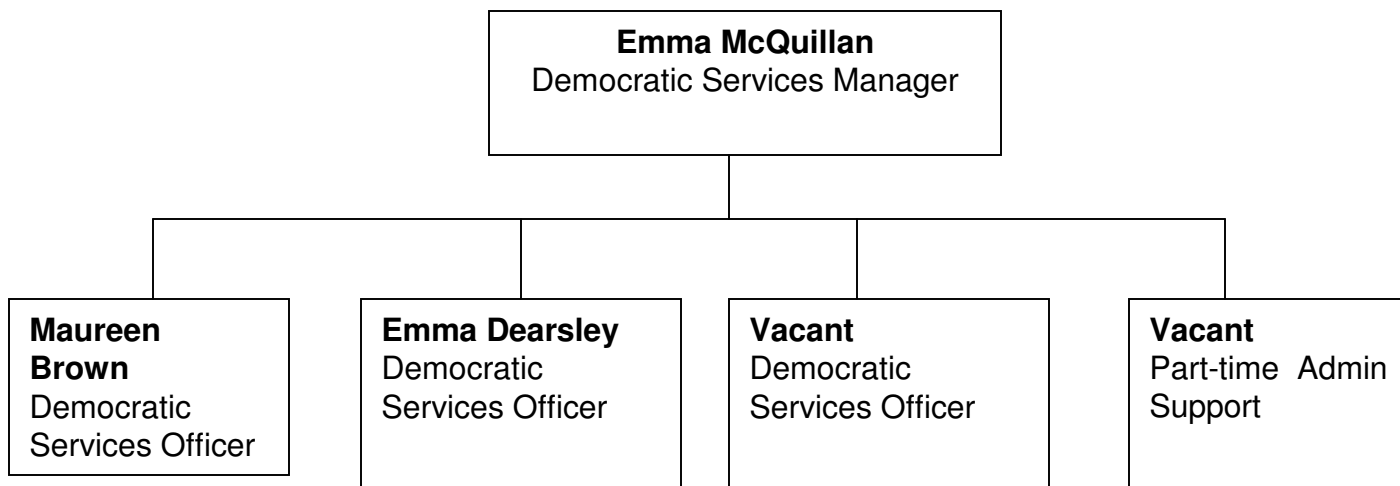 Emma McQuillan
Democratic Services Manager
Maureen
Brown
Democratic
Services Officer
Emma Dearsley
Democratic
Services Officer
Vacant
Democratic
Services Officer
Vacant
Part-time Admin
Support